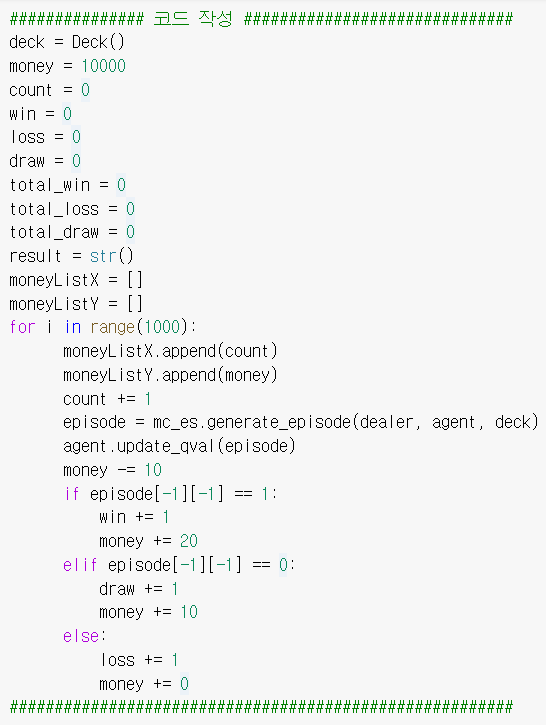 ############### 코드 작성 ##############################
deck = Deck()
money = 10000
count = 0
win = 0
loss = 0
draw = 0
total_win = 0
total_loss = 0
total_draw = 0
result = str()
moneyListX = []
moneyListY = []
for i in range(1000):
      moneyListX.append(count)
      moneyListY.append(money)
      count += 1
      episode = mc_es.generate_episode(dealer, agent, deck)
      agent.update_qval(episode)
      money -= 10
      if episode[-1][-1] == 1:
          win += 1
          money += 20
      elif episode[-1][-1] == 0:
          draw += 1
          money += 10
      else:
          loss += 1
          money += 0
########################################################